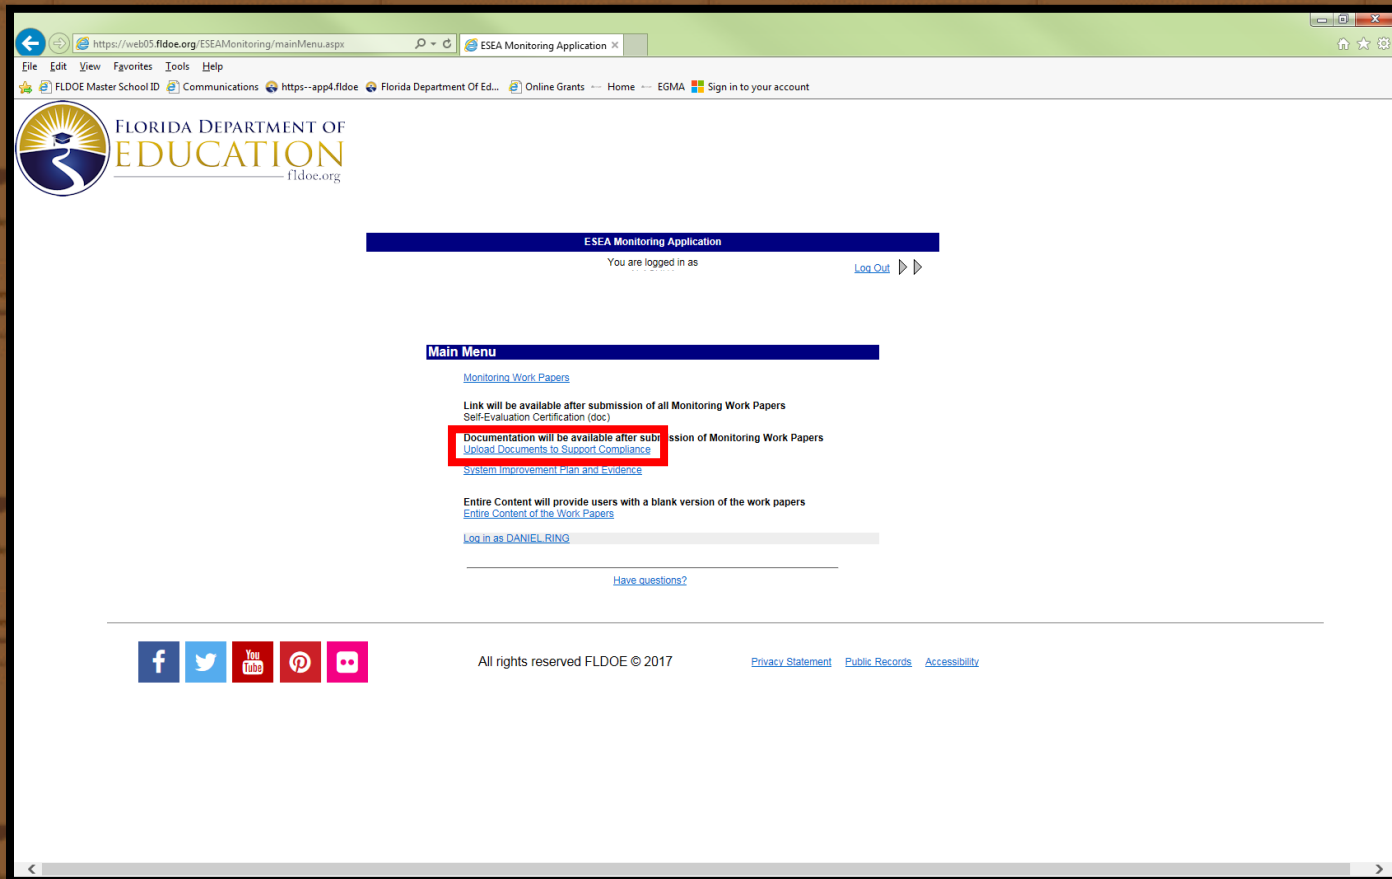 https://web05.fldoe.org/ESEAMonitoring/mainMenu.aspx
ESEA Monitoring Application
File Edit View Favorites Tools Help
FLDOE Master School ID Communications https--app4.fldoe Florida Department Of Ed... Online Grants Home EGMA Sign in to your account
FLORIDA DEPARTMENT OF
EDUCATION
fldoe.org
ESEA Monitoring Application
You are logged in as
Log Out
Main Menu
Monitoring Work Papers
Link will be available after submission of all Monitoring Work Papers
Self-Evaluation Certification (doc)
Documentation will be available after submission of Monitoring Work Papers
Upload Documents to Support Compliance
System Improvement Plan and Evidence
Entire Content will provide users with a blank version of the work papers
Entire Content of the Work Papers
Log in as DANIEL.RING
Have questions?
f You Tube
All rights reserved FLDOE © 2017 Privacy Statement Public Records Accessibility